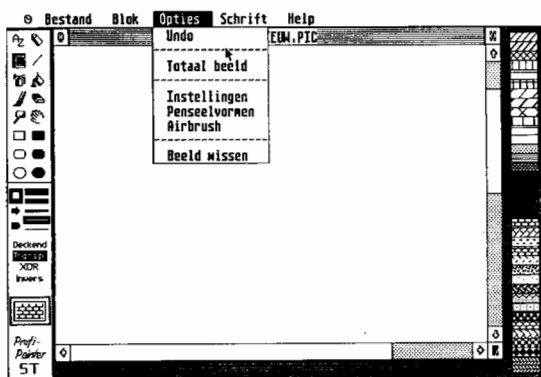 Bestand Blok Opties Schrift Help
EUW.PIC
Undo
Totaal beeld
Instellingen
Penseelvormen
Airbrush
Beeld wissen
AZ
Deckend
Transp.
XOR
Invers
Profi-
Painter
ST